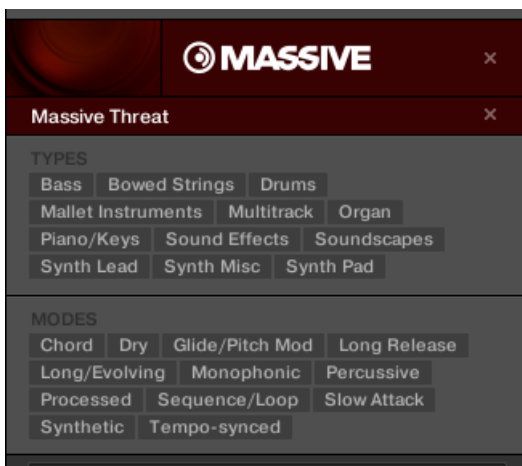 MASSIVE ×
Massive Threat ×
TYPES
Bass Bowed Strings Drums
Mallet Instruments Multitrack Organ
Piano/Keys Sound Effects Soundscapes
Synth Lead Synth Misc Synth Pad
MODES
Chord Dry Glide/Pitch Mod Long Release
Long/Evolving Monophonic Percussive
Processed Sequence/Loop Slow Attack
Synthetic Tempo-synced